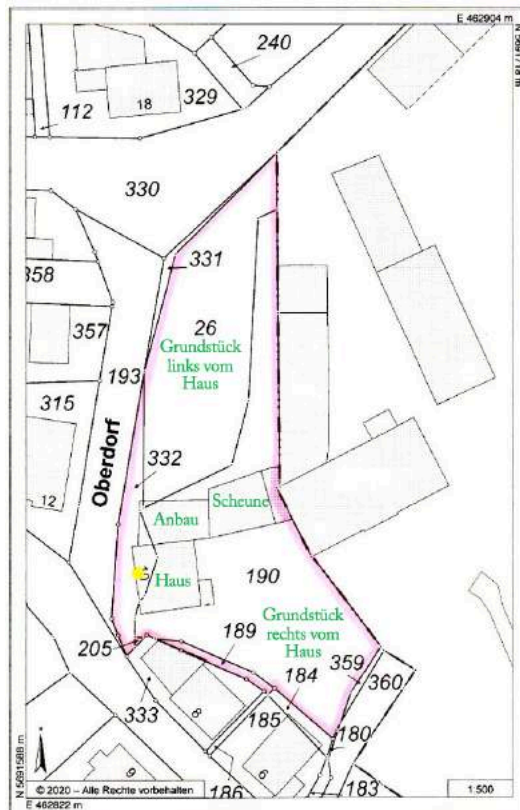 E 462904 m
N 5691718 m
240
112
18
329
330
331
358
26
Grundstück
links vom
Haus
357
193
315
Oberdorf
332
12
Scheune
Anbau
190
Haus
Grundstück
rechts vom
Haus
205
189
359
184
360
333
8
185
180
6
9
186
183
N 5691588 m
© 2020 – Alle Rechte vorbehalten
1:500
E 462822 m